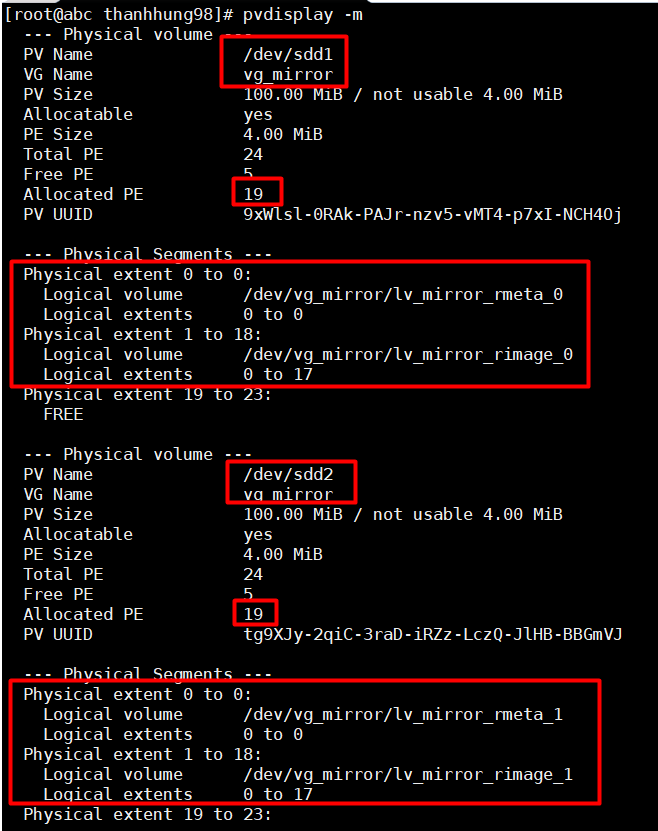 [root@abc thanhhung98]# pvdisplay -m
  --- Physical volume ---
  PV Name               /dev/sdd1
  VG Name               vg_mirror
  PV Size               100.00 MiB / not usable 4.00 MiB
  Allocatable           yes
  PE Size               4.00 MiB
  Total PE              24
  Free PE               5
  Allocated PE          19
  PV UUID               9xWlsl-0RAk-PAJr-nzv5-vMT4-p7xI-NCH4Oj

  --- Physical Segments ---
  Physical extent 0 to 0:
    Logical volume      /dev/vg_mirror/lv_mirror_rmeta_0
    Logical extents     0 to 0
  Physical extent 1 to 18:
    Logical volume      /dev/vg_mirror/lv_mirror_rimage_0
    Logical extents     0 to 17
  Physical extent 19 to 23:
    FREE

  --- Physical volume ---
  PV Name               /dev/sdd2
  VG Name               vg_mirror
  PV Size               100.00 MiB / not usable 4.00 MiB
  Allocatable           yes
  PE Size               4.00 MiB
  Total PE              24
  Free PE               5
  Allocated PE          19
  PV UUID               tg9XJy-2qiC-3raD-iRZz-LczQ-JlHB-BBGmVJ

  --- Physical Segments ---
  Physical extent 0 to 0:
    Logical volume      /dev/vg_mirror/lv_mirror_rmeta_1
    Logical extents     0 to 0
  Physical extent 1 to 18:
    Logical volume      /dev/vg_mirror/lv_mirror_rimage_1
    Logical extents     0 to 17
  Physical extent 19 to 23: